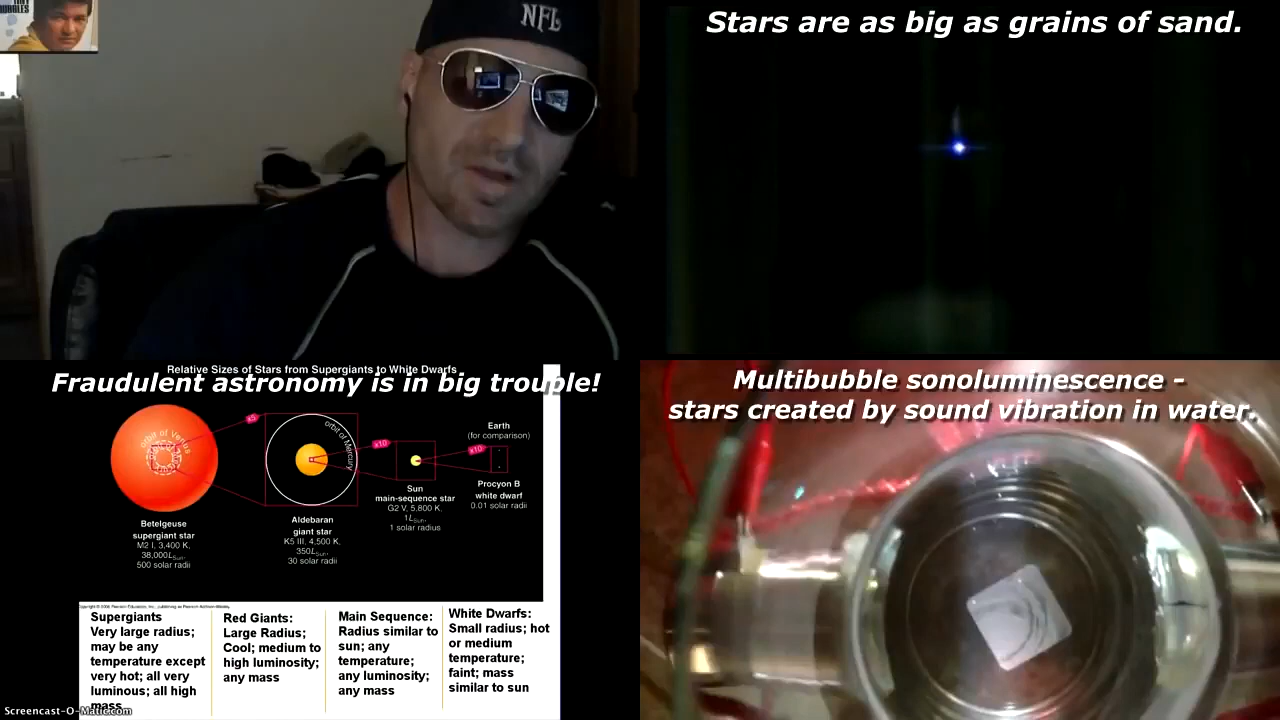 NFL
Stars are as big as grains of sand.
Relative Sizes of Stars from Supergiants to White Dwarfs
Fraudulent astronomy is in big trouble!
x5
orbit of Venus
orbit of Mercury
x10
x10
Earth
(for comparison)
Betelgeuse
supergiant star
M2 I, 3,400 K,
38,000LSun,
500 solar radii
Aldebaran
giant star
K5 III, 4,500 K,
350LSun,
30 solar radii
Sun
main-sequence star
G2 V, 5,800 K,
1LSun,
1 solar radius
Procyon B
white dwarf
0.01 solar radii
Supergiants
Very large radius;
may be any
temperature except
very hot; all very
luminous; all high
mass
Red Giants:
Large Radius;
Cool; medium to
high luminosity;
any mass
Main Sequence:
Radius similar to
sun; any
temperature;
any luminosity;
any mass
White Dwarfs:
Small radius; hot
or medium
temperature;
faint; mass
similar to sun
Screencast-O-Matic.com
Multibubble sonoluminescence -
stars created by sound vibration in water.